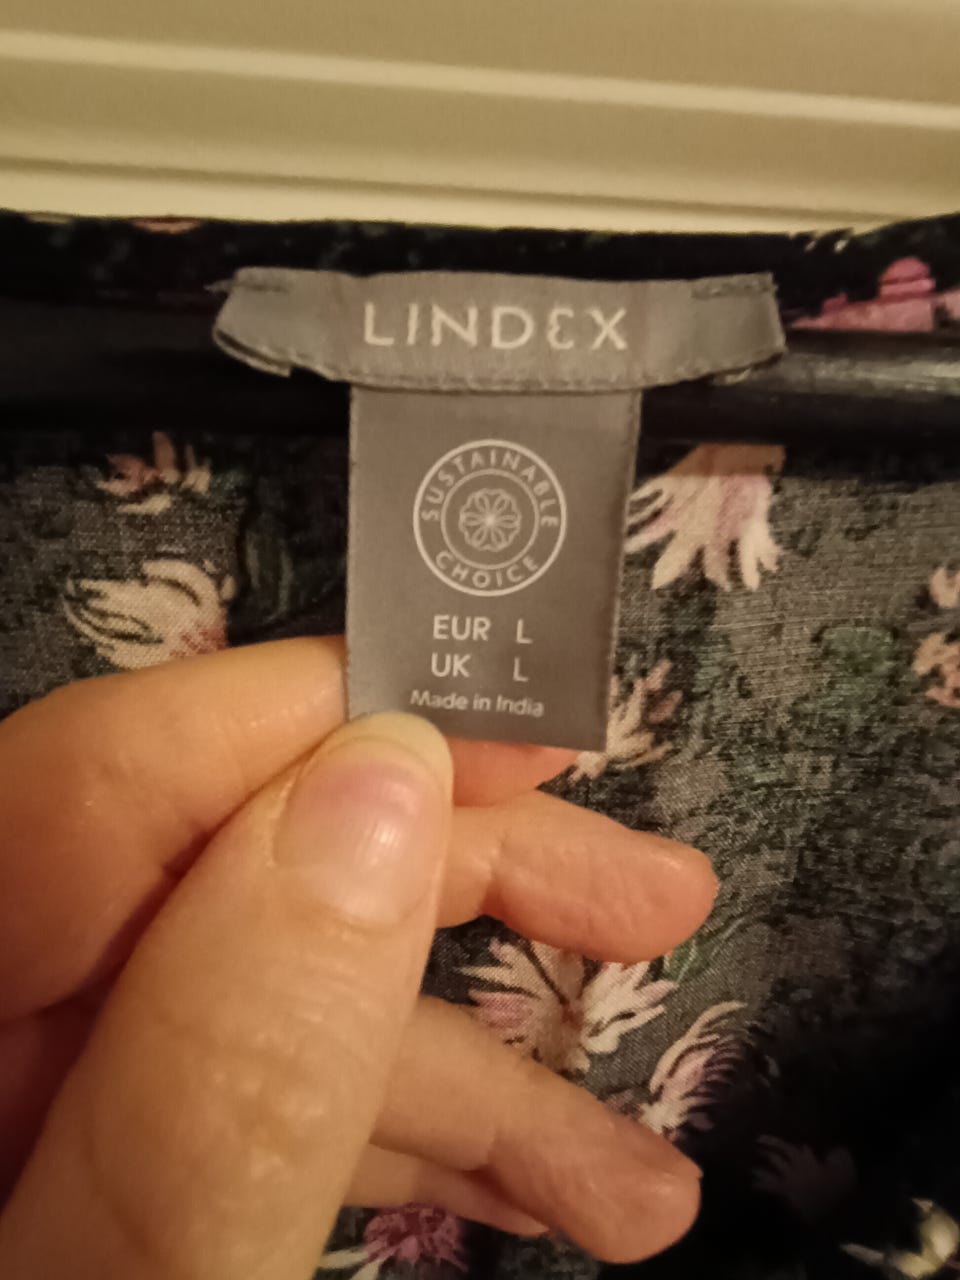 LINDEX
SUSTAINABLE
CHOICE
EUR L
UK L
Made in India